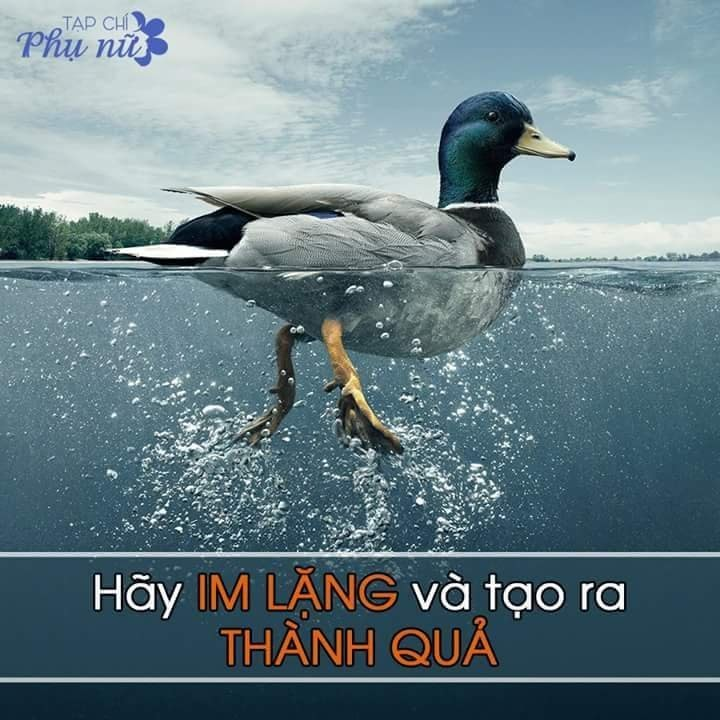 TẠP CHÍ
Phụ nữ
Hãy IM LẶNG và tạo ra
THÀNH QUẢ